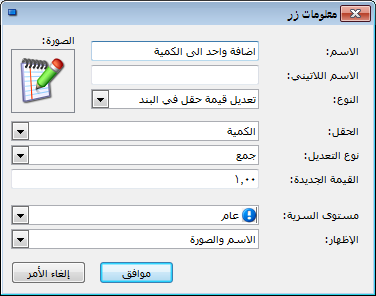 معلومات زر
الاسم: اضافة واحد الى الكمية
الصورة:
الاسم اللاتيني:
النوع: تعديل قيمة حقل في البند
الحقل: الكمية
نوع التعديل: جمع
القيمة الجديدة: ١,٠٠
مستوى السرية: عام
الإظهار: الاسم والصورة
موافق إلغاء الأمر